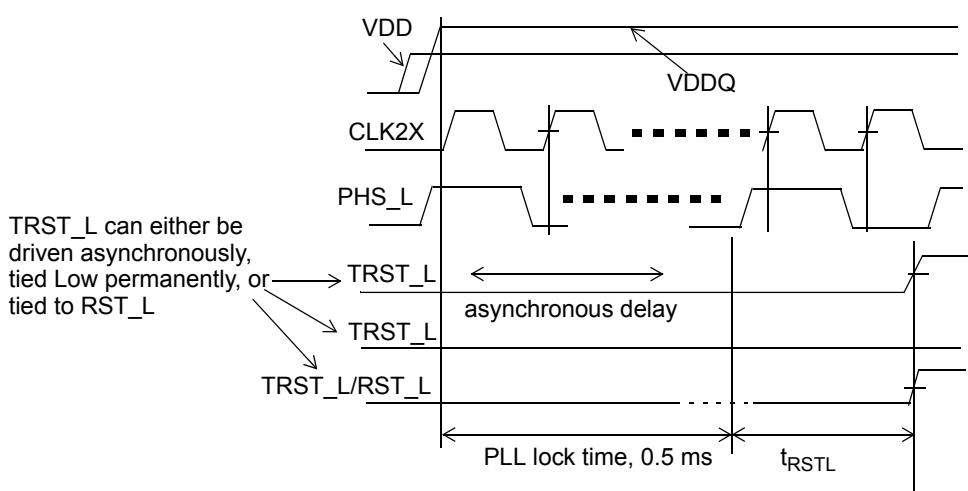 VDD
VDDQ
CLK2X
PHS_L
TRST_L can either be
driven asynchronously,
tied Low permanently, or
tied to RST_L
TRST_L
asynchronous delay
TRST_L
TRST_L/RST_L
PLL lock time, 0.5 ms
tRSTL